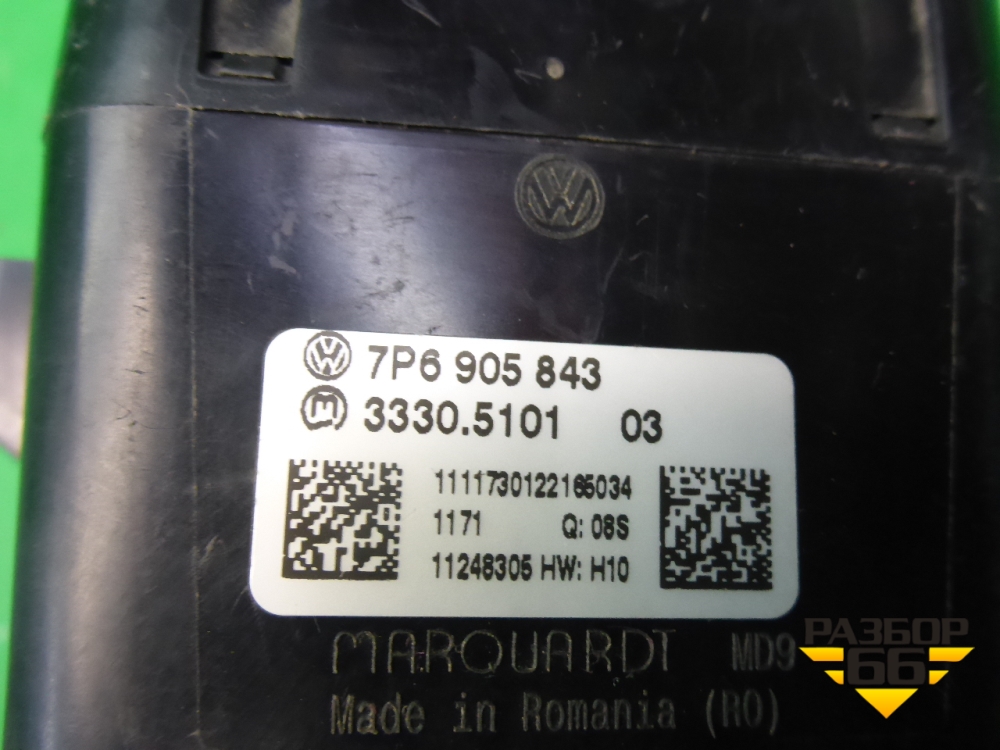 7P6 905 843
3330.5101 03
1111730122165034
1171 Q: 08S
11248305 HW: H10
MARQUARDT MD9
Made in Romania (RO)
РАЗБОР
66